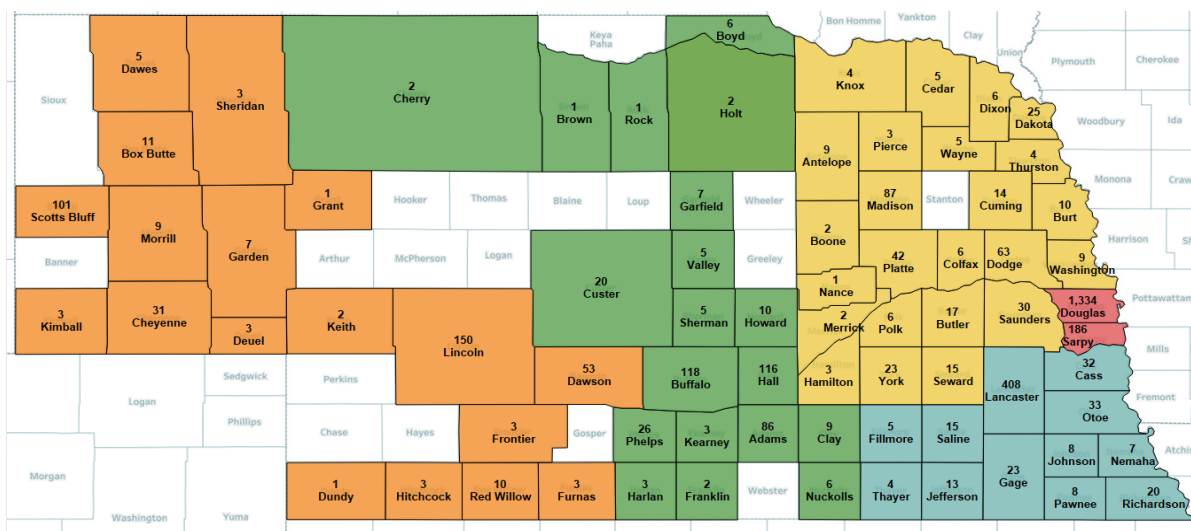 Bon Homme
Yankton
Clay
Union
Keya
Paha
6
Boyd
5
Dawes
3
Sheridan
2
Cherry
1
Brown
1
Rock
2
Holt
4
Knox
5
Cedar
6
Dixon
25
Dakota
Plymouth
Cherokee
Sioux
Woodbury
Ida
11
Box Butte
9
Antelope
3
Pierce
5
Wayne
4
Thurston
101
Scotts Bluff
1
Grant
Hooker
Thomas
Blaine
Loup
7
Garfield
Wheeler
87
Madison
Stanton
14
Cuming
10
Burt
Monona
Craw
9
Morrill
7
Garden
Banner
Arthur
McPherson
Logan
20
Custer
5
Valley
Greeley
2
Boone
42
Platte
6
Colfax
63
Dodge
9
Washington
Harrison
Sh
1
Nance
3
Kimball
31
Cheyenne
3
Deuel
2
Keith
150
Lincoln
5
Sherman
10
Howard
2
Merrick
6
Polk
17
Butler
30
Saunders
1,334
Douglas
186
Sarpy
Pottawattam
Mills
Sedgwick
Perkins
53
Dawson
118
Buffalo
116
Hall
3
Hamilton
23
York
15
Seward
408
Lancaster
32
Cass
Logan
Phillips
Chase
Hayes
3
Frontier
Gosper
26
Phelps
3
Kearney
86
Adams
9
Clay
5
Fillmore
15
Saline
33
Otoe
Fremont
Page
Morgan
Washington
Yuma
1
Dundy
3
Hitchcock
10
Red Willow
3
Furnas
3
Harlan
2
Franklin
Webster
6
Nuckolls
4
Thayer
13
Jefferson
23
Gage
8
Johnson
7
Nemaha
Atchis
8
Pawnee
20
Richardson